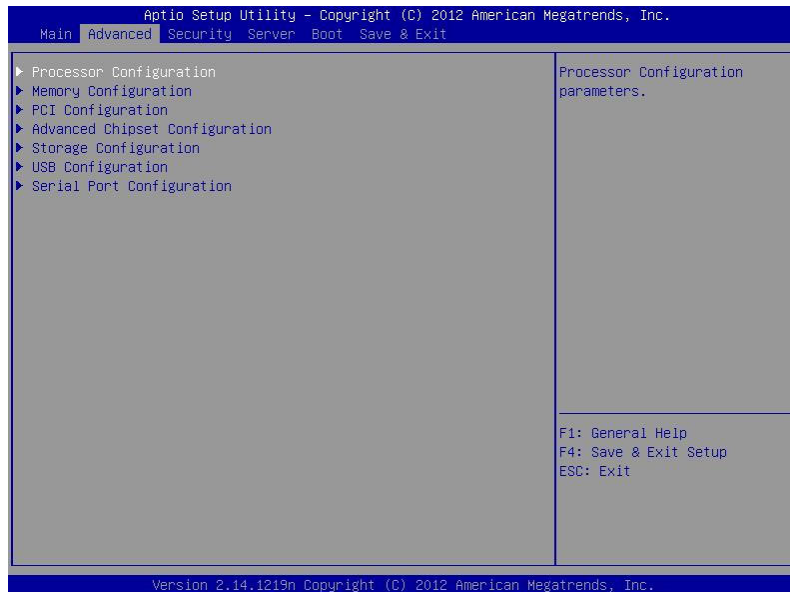 Aptio Setup Utility – Copyright (C) 2012 American Megatrends, Inc.
Main Advanced Security Server Boot Save & Exit
Processor Configuration
Memory Configuration
PCI Configuration
Advanced Chipset Configuration
Storage Configuration
USB Configuration
Serial Port Configuration
Processor Configuration
parameters.
F1: General Help
F4: Save & Exit Setup
ESC: Exit
Version 2.14.1219n Copyright (C) 2012 American Megatrends, Inc.